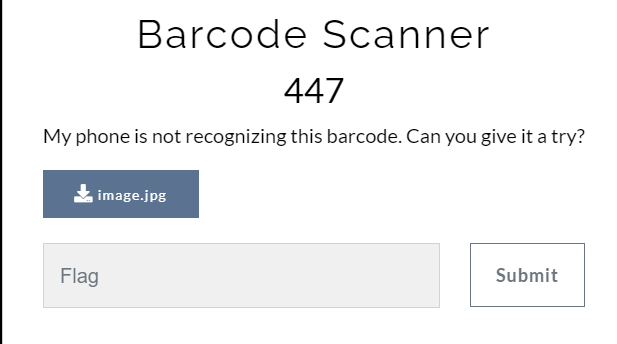 Barcode Scanner
447
My phone is not recognizing this barcode. Can you give it a try?
image.jpg
Flag
Submit